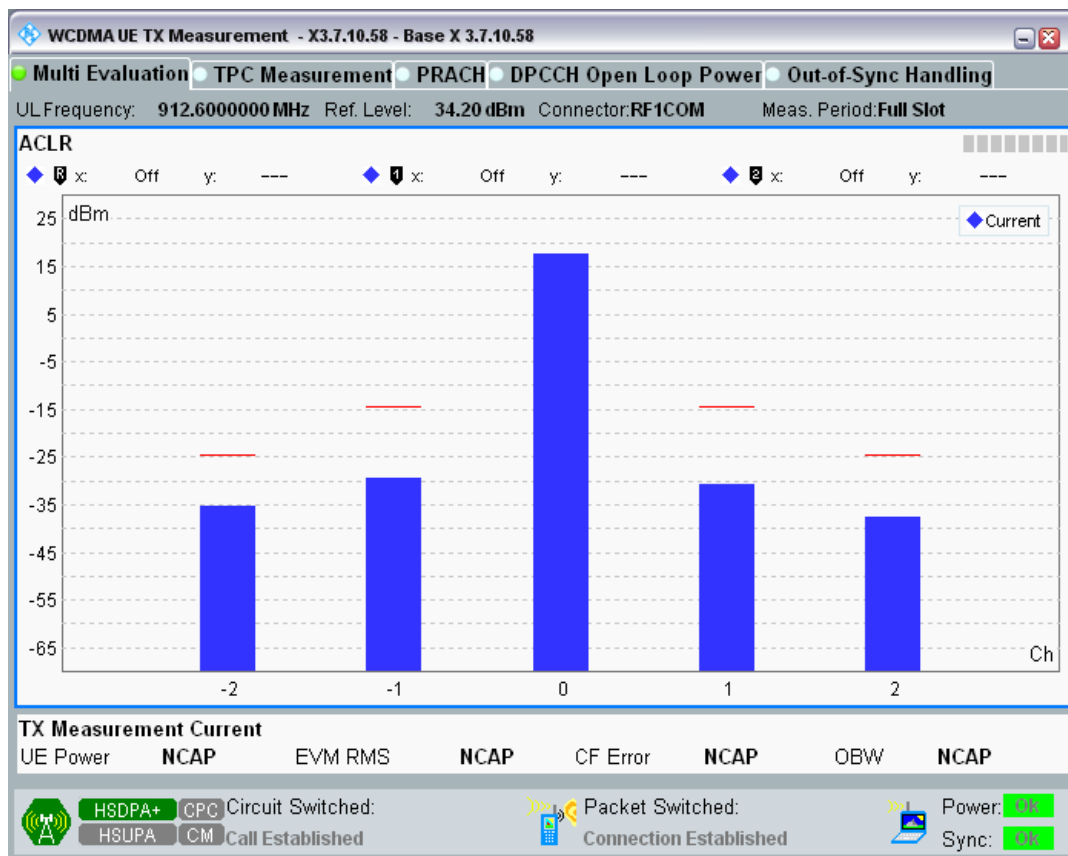 WCDMA UE TX Measurement - X3.7.10.58 - Base X 3.7.10.58
Multi Evaluation TPC Measurement PRACH DPCCH Open Loop Power Out-of-Sync Handling
UL Frequency: 912.6000000 MHz Ref. Level: 34.20 dBm Connector:RF1COM Meas. Period:Full Slot
ACLR
R x: Off y: --- 1 x: Off y: --- 2 x: Off y: ---
dBm
Current
25
15
5
-5
-15
-25
-35
-45
-55
-65
Ch
-2 -1 0 1 2
TX Measurement Current
UE Power NCAP EVM RMS NCAP CF Error NCAP OBW NCAP
HSDPA+ CPC Circuit Switched: Packet Switched: Power: OK
HSUPA CM Call Established Connection Established Sync: OK